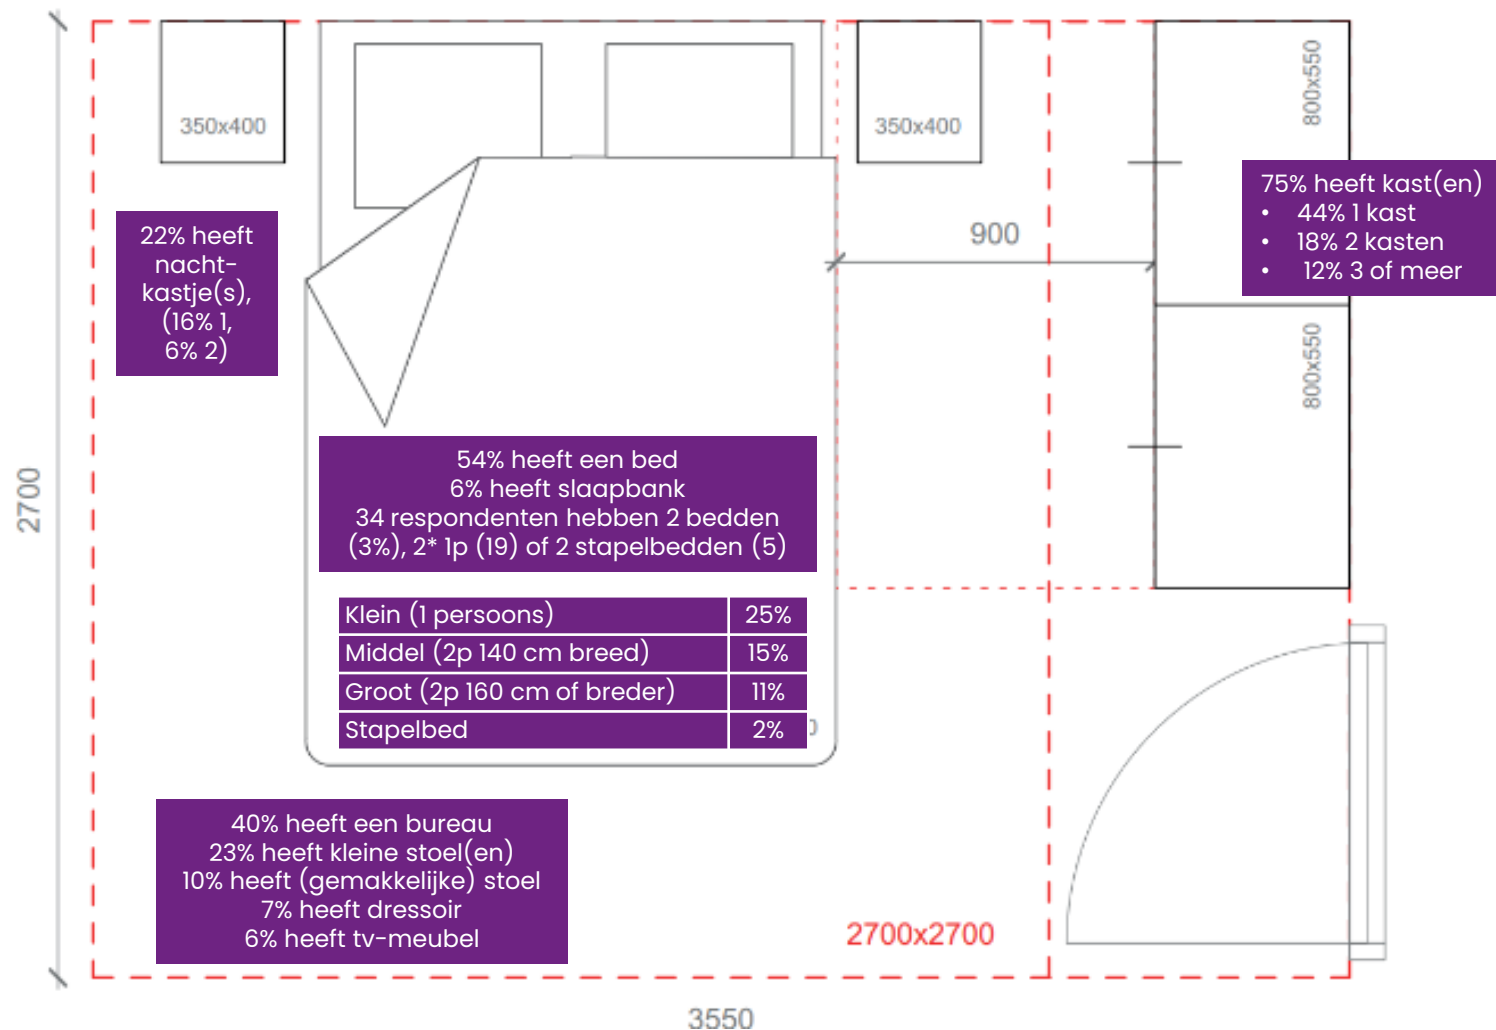 350x400
350x400
800x550
75% heeft kast(en)
• 44% 1 kast
• 18% 2 kasten
• 12% 3 of meer
22% heeft
nacht-
kastje(s),
(16% 1,
6% 2)
900
800x550
2700
54% heeft een bed
6% heeft slaapbank
34 respondenten hebben 2 bedden
(3%), 2* 1p (19) of 2 stapelbedden (5)
Klein (1 persoons) 25%
Middel (2p 140 cm breed) 15%
Groot (2p 160 cm of breder) 11%
Stapelbed 2%
40% heeft een bureau
23% heeft kleine stoel(en)
10% heeft (gemakkelijke) stoel
7% heeft dressoir
6% heeft tv-meubel
2700x2700
3550